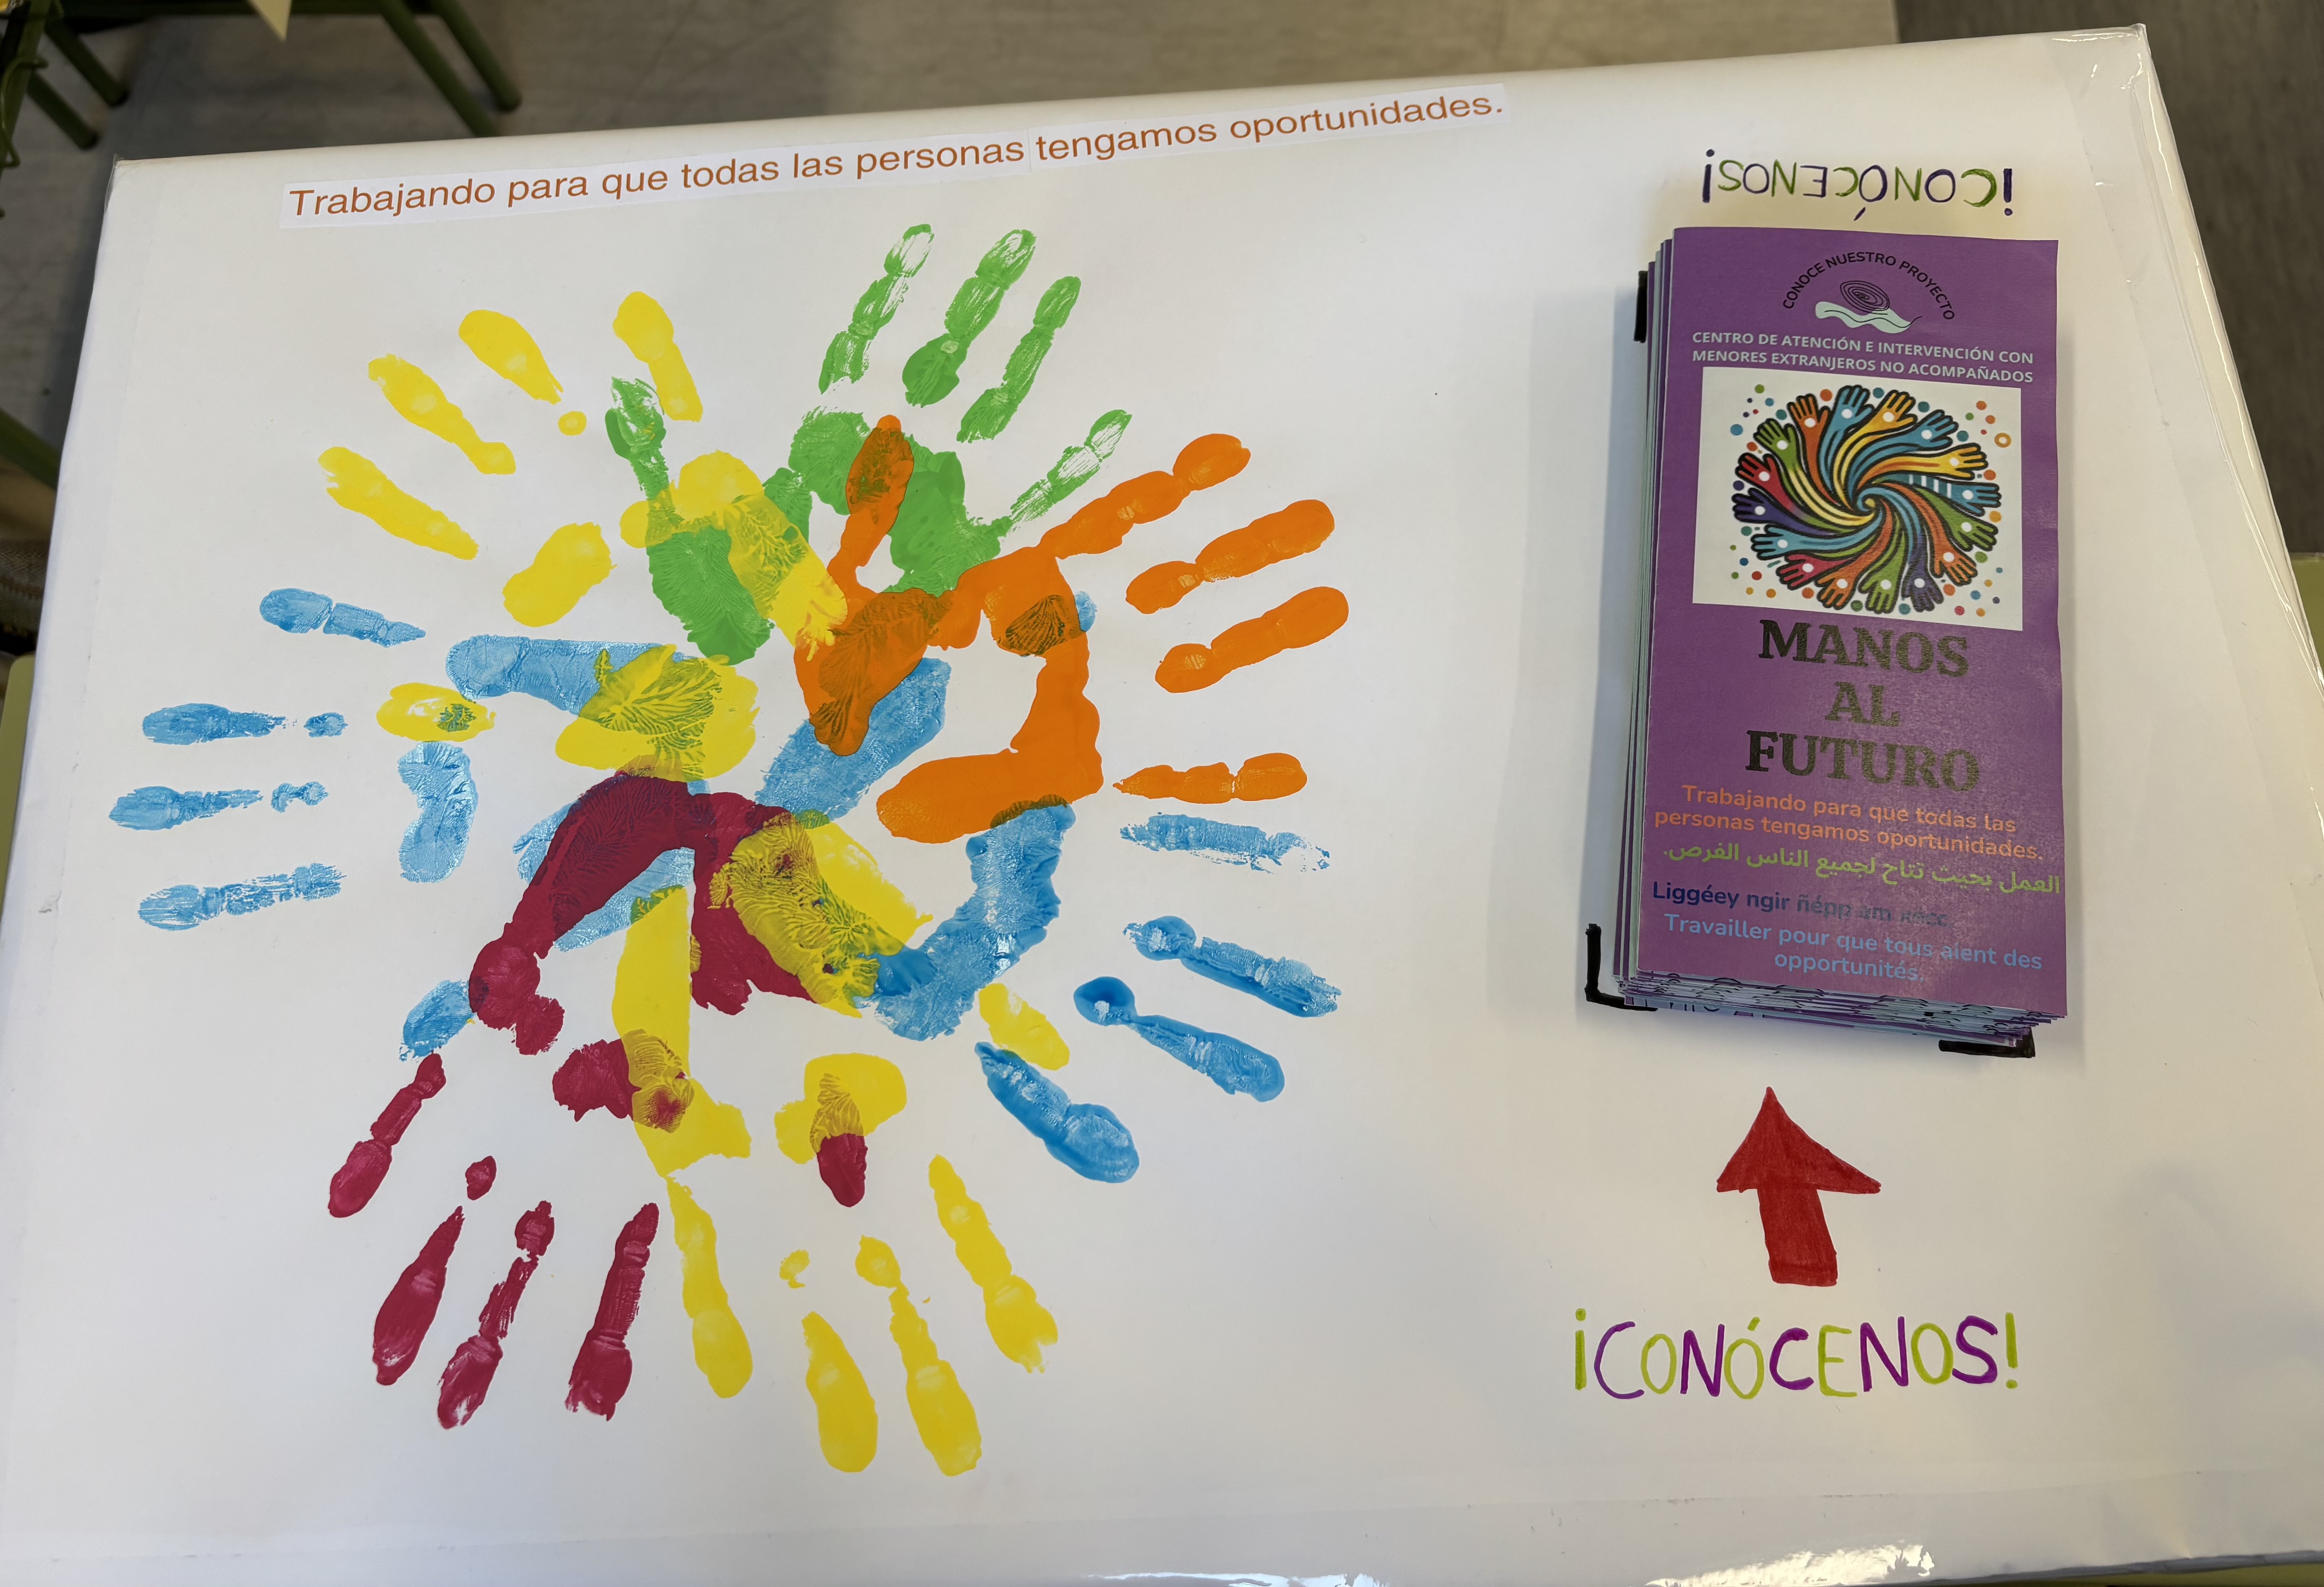 Trabajando para que todas las personas tengamos oportunidades.
¡CONÓCENOS!
CONOCE NUESTRO PROYECTO
CENTRO DE ATENCIÓN E INTERVENCIÓN CON
MENORES EXTRANJEROS NO ACOMPAÑADOS
MANOS
AL
FUTURO
Trabajando para que todas las
personas tengamos oportunidades.
العمل بحيث تتاح لجميع الناس الفرص.
Liggéey ngir ñépp am
Travailler pour que tous aient des
opportunités.
¡CONÓCENOS!